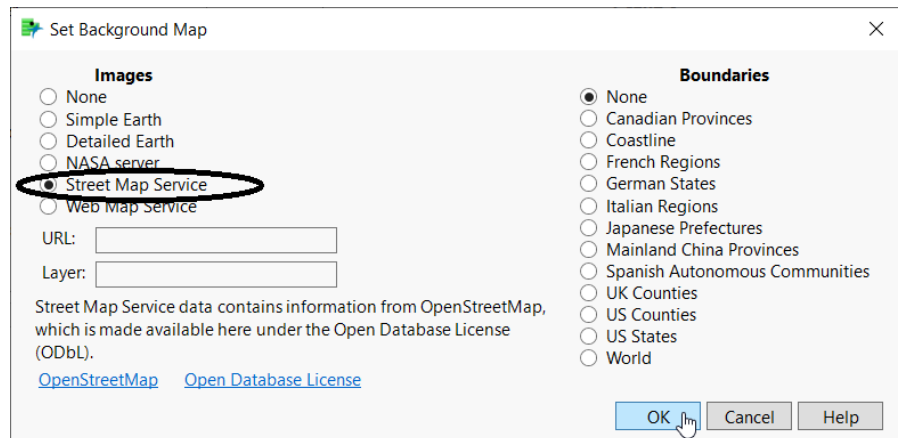 Set Background Map
Images
None
Simple Earth
Detailed Earth
NASA server
Street Map Service
Web Map Service
URL:
Layer:
Street Map Service data contains information from OpenStreetMap,
which is made available here under the Open Database License
(ODbL).
OpenStreetMap Open Database License
Boundaries
None
Canadian Provinces
Coastline
French Regions
German States
Italian Regions
Japanese Prefectures
Mainland China Provinces
Spanish Autonomous Communities
UK Counties
US Counties
US States
World
OK Cancel Help